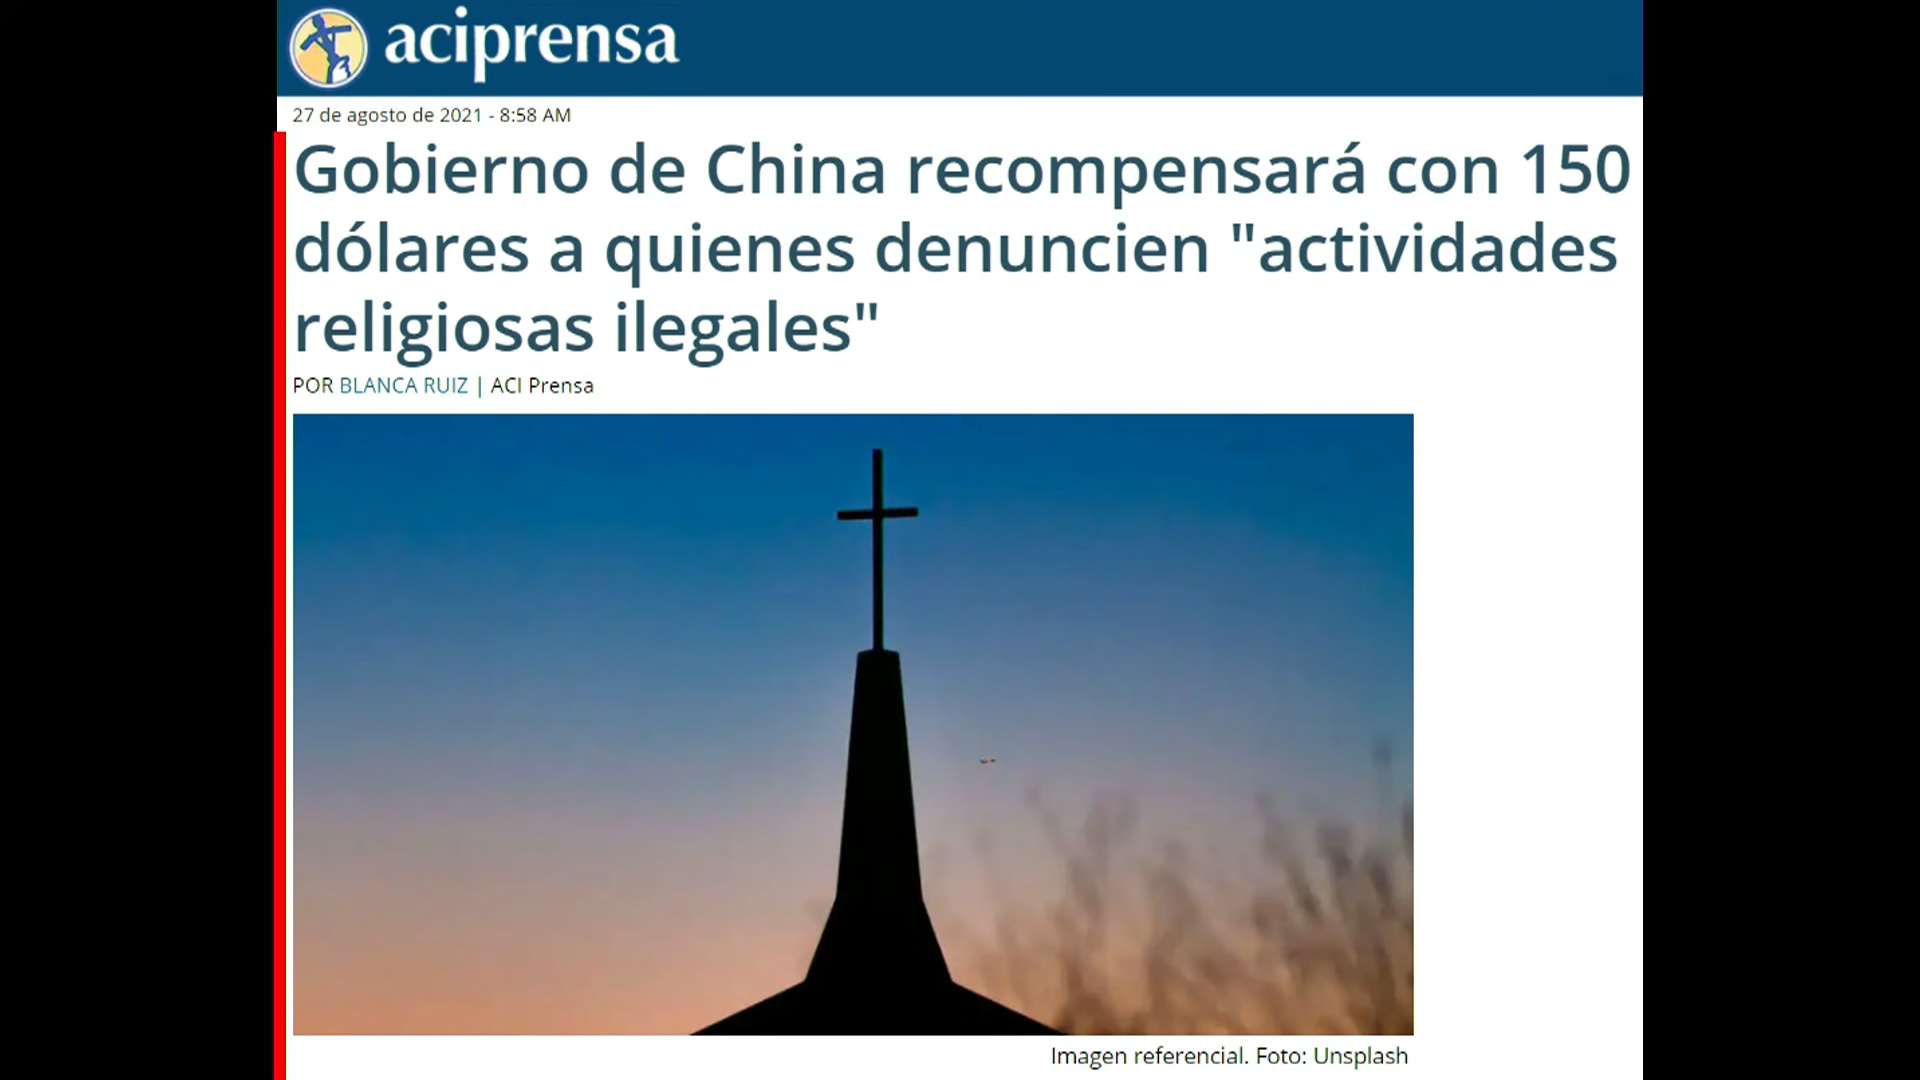 aciprensa
27 de agosto de 2021 - 8:58 AM
Gobierno de China recompensará con 150
dólares a quienes denuncien "actividades
religiosas ilegales"
POR BLANCA RUIZ | ACI Prensa
Imagen referencial. Foto: Unsplash